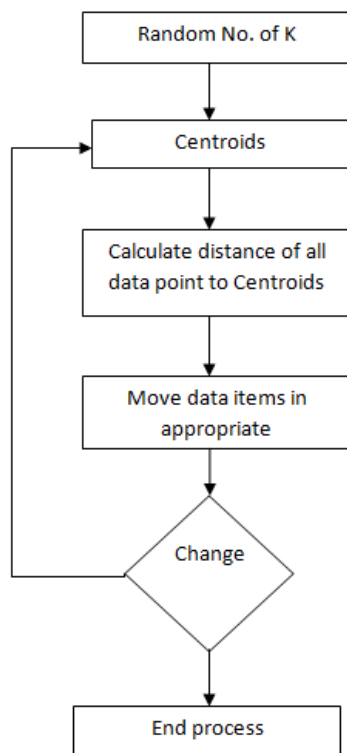 Random No. of K
Centroids
Calculate distance of all
data point to Centroids
Move data items in
appropriate
Change
End process